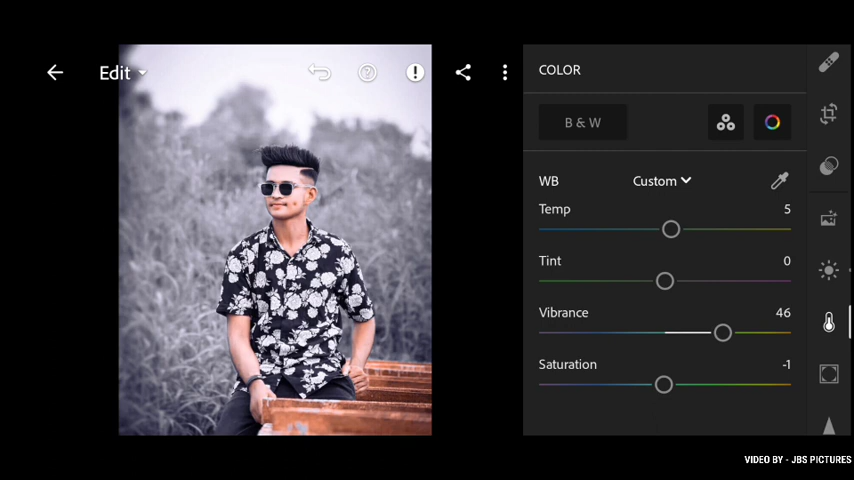 Edit
COLOR
B & W
WB
Custom
Temp
5
Tint
0
Vibrance
46
Saturation
-1
VIDEO BY - JBS PICTURES